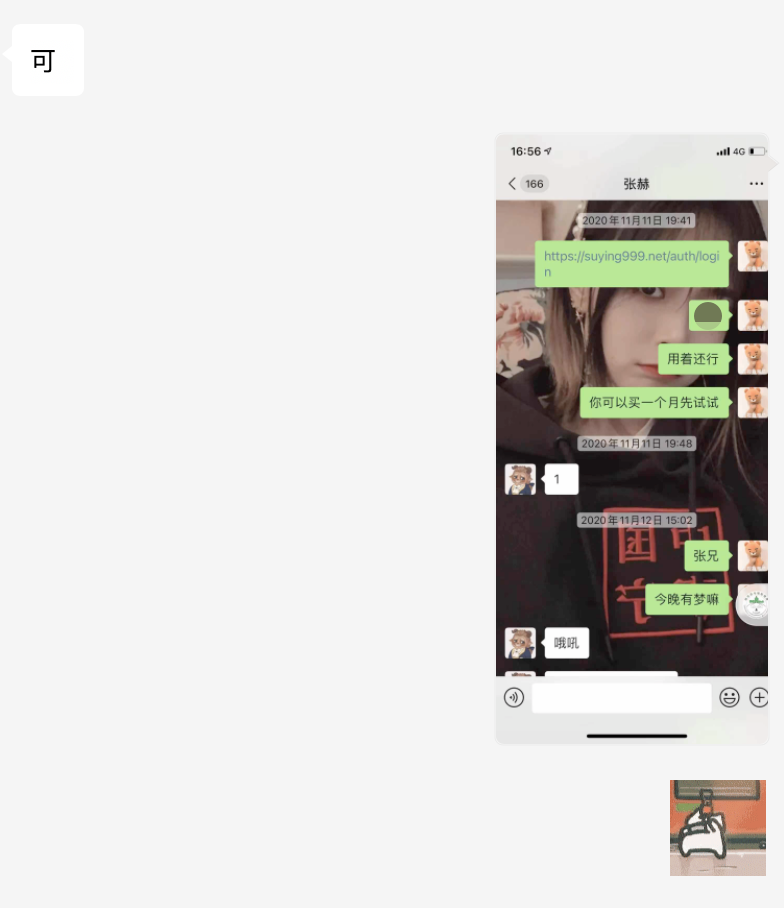 可
16:56
4G
166
张赫
2020年11月11日 19:41
https://suying999.net/auth/logi
n
用着还行
你可以买一个月先试试
2020年11月11日 19:48
1
2020年11月12日 15:02
张兄
今晚有梦嘛
哦吼